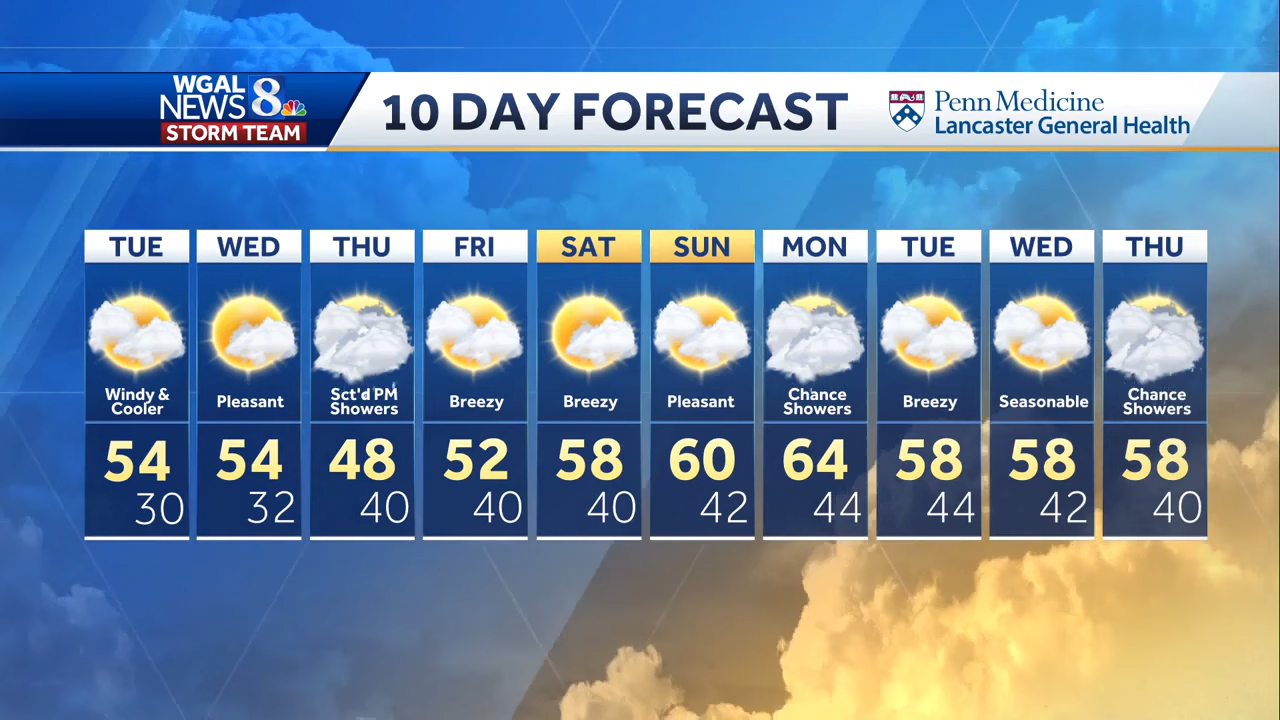 WGAL
NEWS 8
STORM TEAM
10 DAY FORECAST
Penn Medicine
Lancaster General Health
TUE
Windy &
Cooler
54
30
WED
Pleasant
54
32
THU
Sct'd PM
Showers
48
40
FRI
Breezy
52
40
SAT
Breezy
58
40
SUN
Pleasant
60
42
MON
Chance
Showers
64
44
TUE
Breezy
58
44
WED
Seasonable
58
42
THU
Chance
Showers
58
40